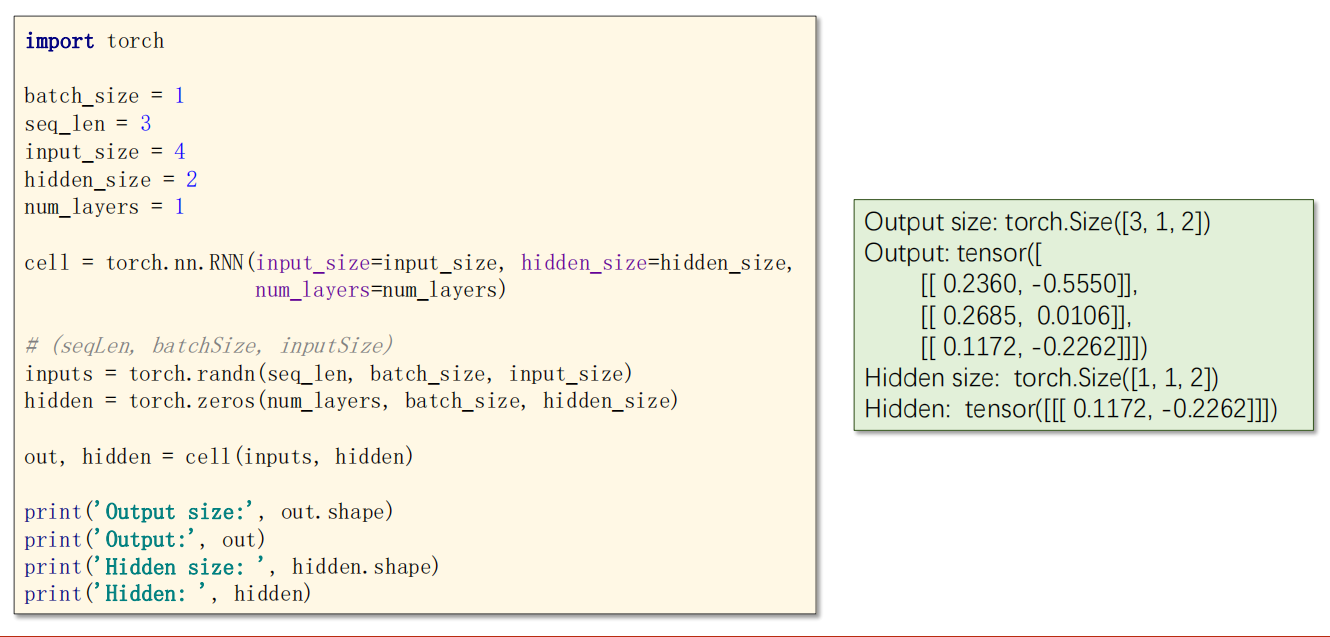 import torch
batch_size = 1
seq_len = 3
input_size = 4
hidden_size = 2
num_layers = 1
cell = torch.nn.RNN(input_size=input_size, hidden_size=hidden_size,
num_layers=num_layers)
# (seqLen, batchSize, inputSize)
inputs = torch.randn(seq_len, batch_size, input_size)
hidden = torch.zeros(num_layers, batch_size, hidden_size)
out, hidden = cell(inputs, hidden)
print('Output size:', out.shape)
print('Output:', out)
print('Hidden size: ', hidden.shape)
print('Hidden: ', hidden)
Output size: torch.Size([3, 1, 2])
Output: tensor([
[[ 0.2360, -0.5550]],
[[ 0.2685, 0.0106]],
[[ 0.1172, -0.2262]]])
Hidden size: torch.Size([1, 1, 2])
Hidden: tensor([[[ 0.1172, -0.2262]]])